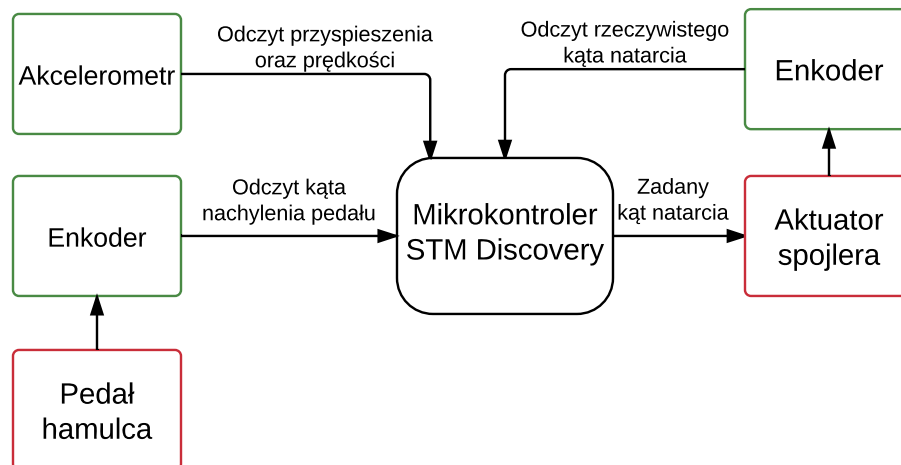 Akcelerometr
Odczyt przyspieszenia
oraz prędkości
Odczyt rzeczywistego
kąta natarcia
Enkoder
Enkoder
Odczyt kąta
nachylenia pedału
Mikrokontroler
STM Discovery
Zadany
kąt natarcia
Aktuator
spojlera
Pedał
hamulca